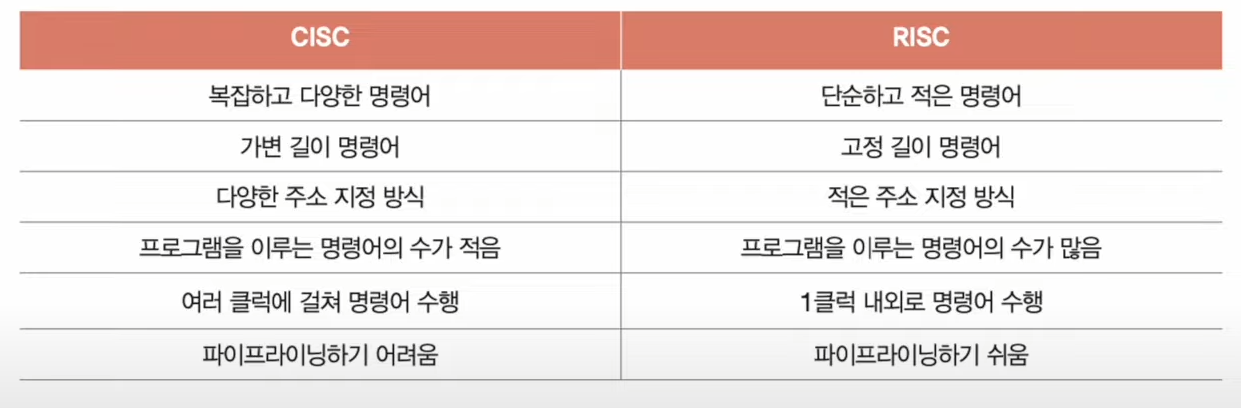 CISC RISC
복잡하고 다양한 명령어 단순하고 적은 명령어
가변 길이 명령어 고정 길이 명령어
다양한 주소 지정 방식 적은 주소 지정 방식
프로그램을 이루는 명령어의 수가 적음 프로그램을 이루는 명령어의 수가 많음
여러 클럭에 걸쳐 명령어 수행 1클럭 내외로 명령어 수행
파이프라이닝하기 어려움 파이프라이닝하기 쉬움